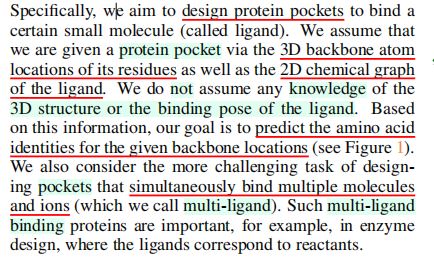 Specifically, we aim to design protein pockets to bind a
certain small molecule (called ligand). We assume that
we are given a protein pocket via the 3D backbone atom
locations of its residues as well as the 2D chemical graph
of the ligand. We do not assume any knowledge of the
3D structure or the binding pose of the ligand. Based
on this information, our goal is to predict the amino acid
identities for the given backbone locations (see Figure 1).
We also consider the more challenging task of design-
ing pockets that simultaneously bind multiple molecules
and ions (which we call multi-ligand). Such multi-ligand
binding proteins are important, for example, in enzyme
design, where the ligands correspond to reactants.